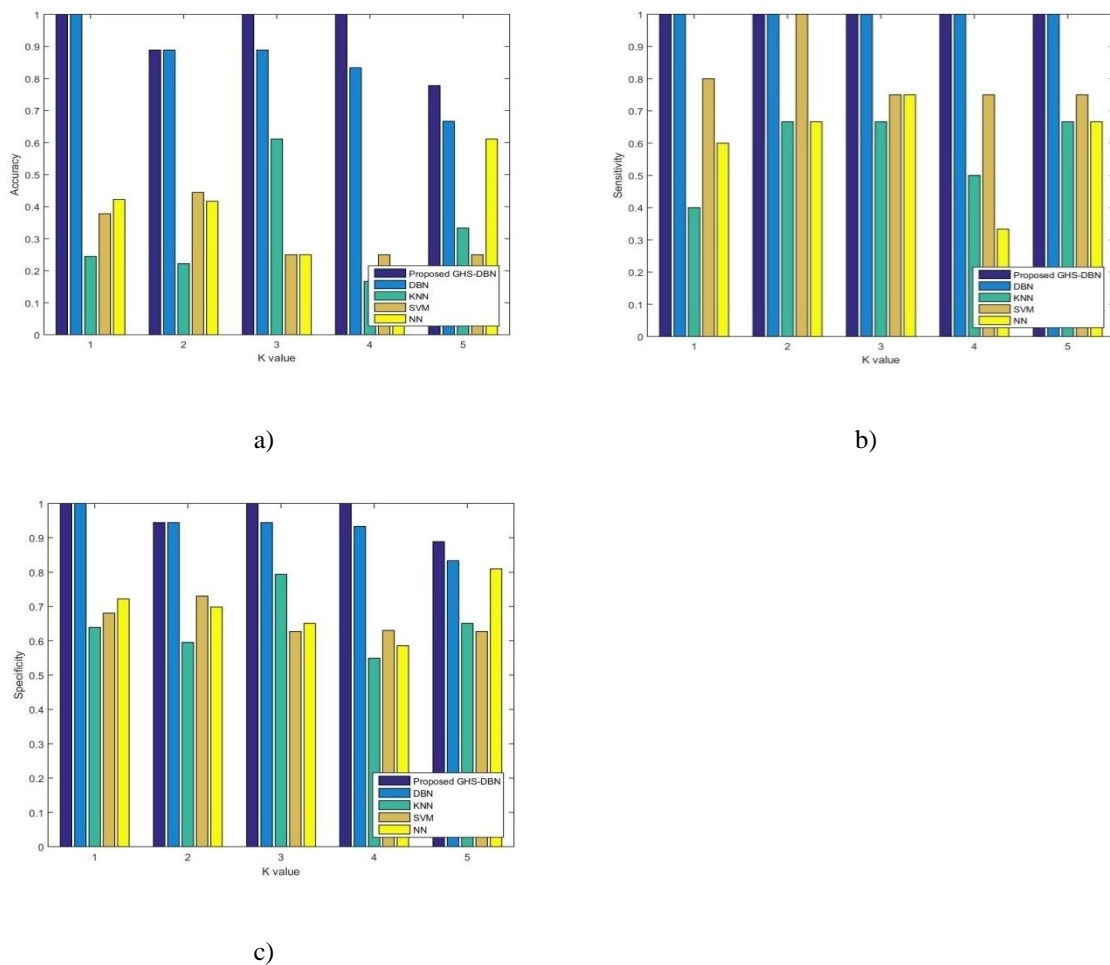 1
0.9
0.8
0.7
0.6
0.5
0.4
0.3
0.2
0.1
0
Accuracy
1 2 3 4 5
K value
Proposed GHS-DBN
DBN
KNN
SVM
NN
a)
1
0.9
0.8
0.7
0.6
0.5
0.4
0.3
0.2
0.1
0
Sensitivity
1 2 3 4 5
K value
Proposed GHS-DBN
DBN
KNN
SVM
NN
b)
1
0.9
0.8
0.7
0.6
0.5
0.4
0.3
0.2
0.1
0
Specificity
1 2 3 4 5
K value
Proposed GHS-DBN
DBN
KNN
SVM
NN
c)